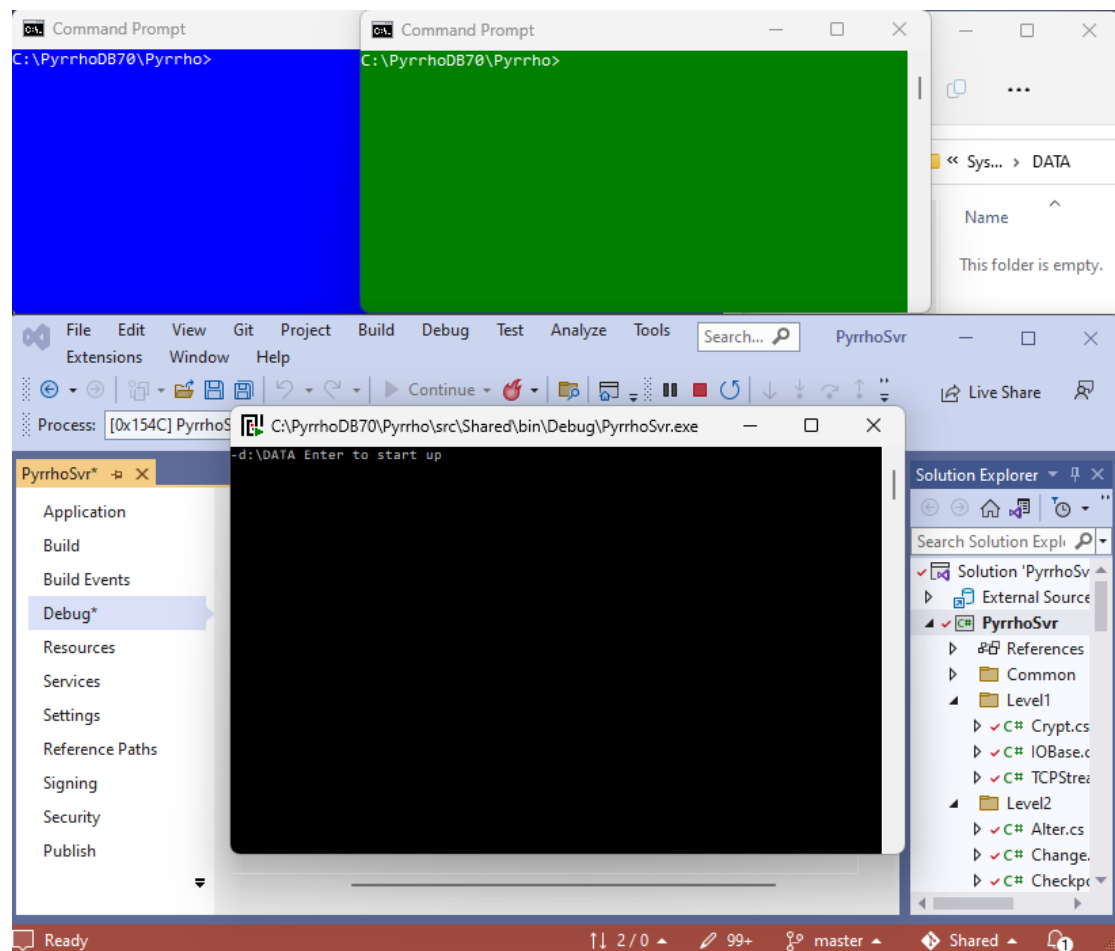 Command Prompt
C:\PyrrhoDB70\Pyrrho>
Command Prompt
C:\PyrrhoDB70\Pyrrho>
« Sys... > DATA
Name
This folder is empty.
File Edit View Git Project Build Debug Test Analyze Tools
Search...
PyrrhoSvr
Extensions Window Help
Continue
Live Share
Process: [0x154C] PyrrhoS
C:\PyrrhoDB70\Pyrrho\src\Shared\bin\Debug\PyrrhoSvr.exe
-d:\DATA Enter to start up
PyrrhoSvr*
Application
Build
Build Events
Debug*
Resources
Services
Settings
Reference Paths
Signing
Security
Publish
Solution Explorer
Search Solution Expl
Solution 'PyrrhoSv
External Source
C# PyrrhoSvr
References
Common
Level1
C# Crypt.cs
C# IOBase.c
C# TCPStrea
Level2
C# Alter.cs
C# Change.
C# Checkpo
Ready
2 / 0
99+
master
Shared
1